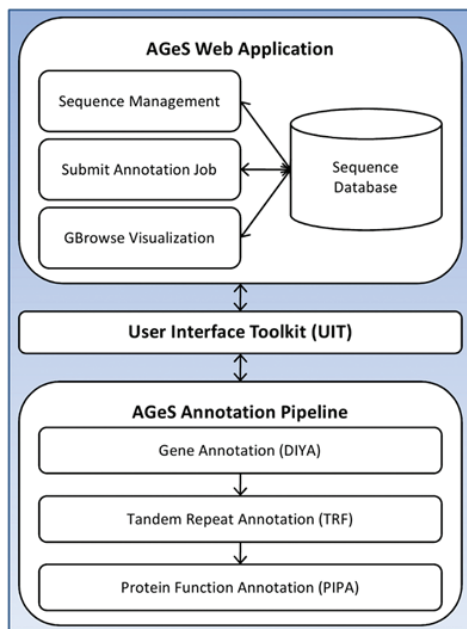 AGeS Web Application
Sequence Management
Submit Annotation Job
GBrowse Visualization
Sequence
Database
User Interface Toolkit (UIT)
AGeS Annotation Pipeline
Gene Annotation (DIYA)
Tandem Repeat Annotation (TRF)
Protein Function Annotation (PIPA)